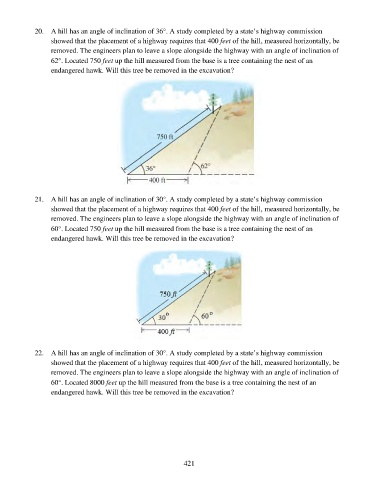 20. A hill has an angle of inclination of 36°. A study completed by a state's highway commission
showed that the placement of a highway requires that 400 feet of the hill, measured horizontally, be
removed. The engineers plan to leave a slope alongside the highway with an angle of inclination of
62°. Located 750 feet up the hill measured from the base is a tree containing the nest of an
endangered hawk. Will this tree be removed in the excavation?
750 ft
36° 62°
400 ft
21. A hill has an angle of inclination of 30°. A study completed by a state's highway commission
showed that the placement of a highway requires that 400 feet of the hill, measured horizontally, be
removed. The engineers plan to leave a slope alongside the highway with an angle of inclination of
60°. Located 750 feet up the hill measured from the base is a tree containing the nest of an
endangered hawk. Will this tree be removed in the excavation?
750 ft
30° 60°
400 ft
22. A hill has an angle of inclination of 30°. A study completed by a state's highway commission
showed that the placement of a highway requires that 400 feet of the hill, measured horizontally, be
removed. The engineers plan to leave a slope alongside the highway with an angle of inclination of
60°. Located 8000 feet up the hill measured from the base is a tree containing the nest of an
endangered hawk. Will this tree be removed in the excavation?
421